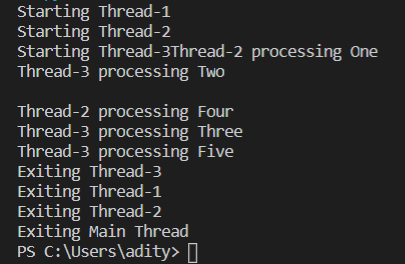 Starting Thread-1
Starting Thread-2
Starting Thread-3Thread-2 processing One
Thread-3 processing Two
Thread-2 processing Four
Thread-3 processing Three
Thread-3 processing Five
Exiting Thread-3
Exiting Thread-1
Exiting Thread-2
Exiting Main Thread
PS C:\Users\adity>